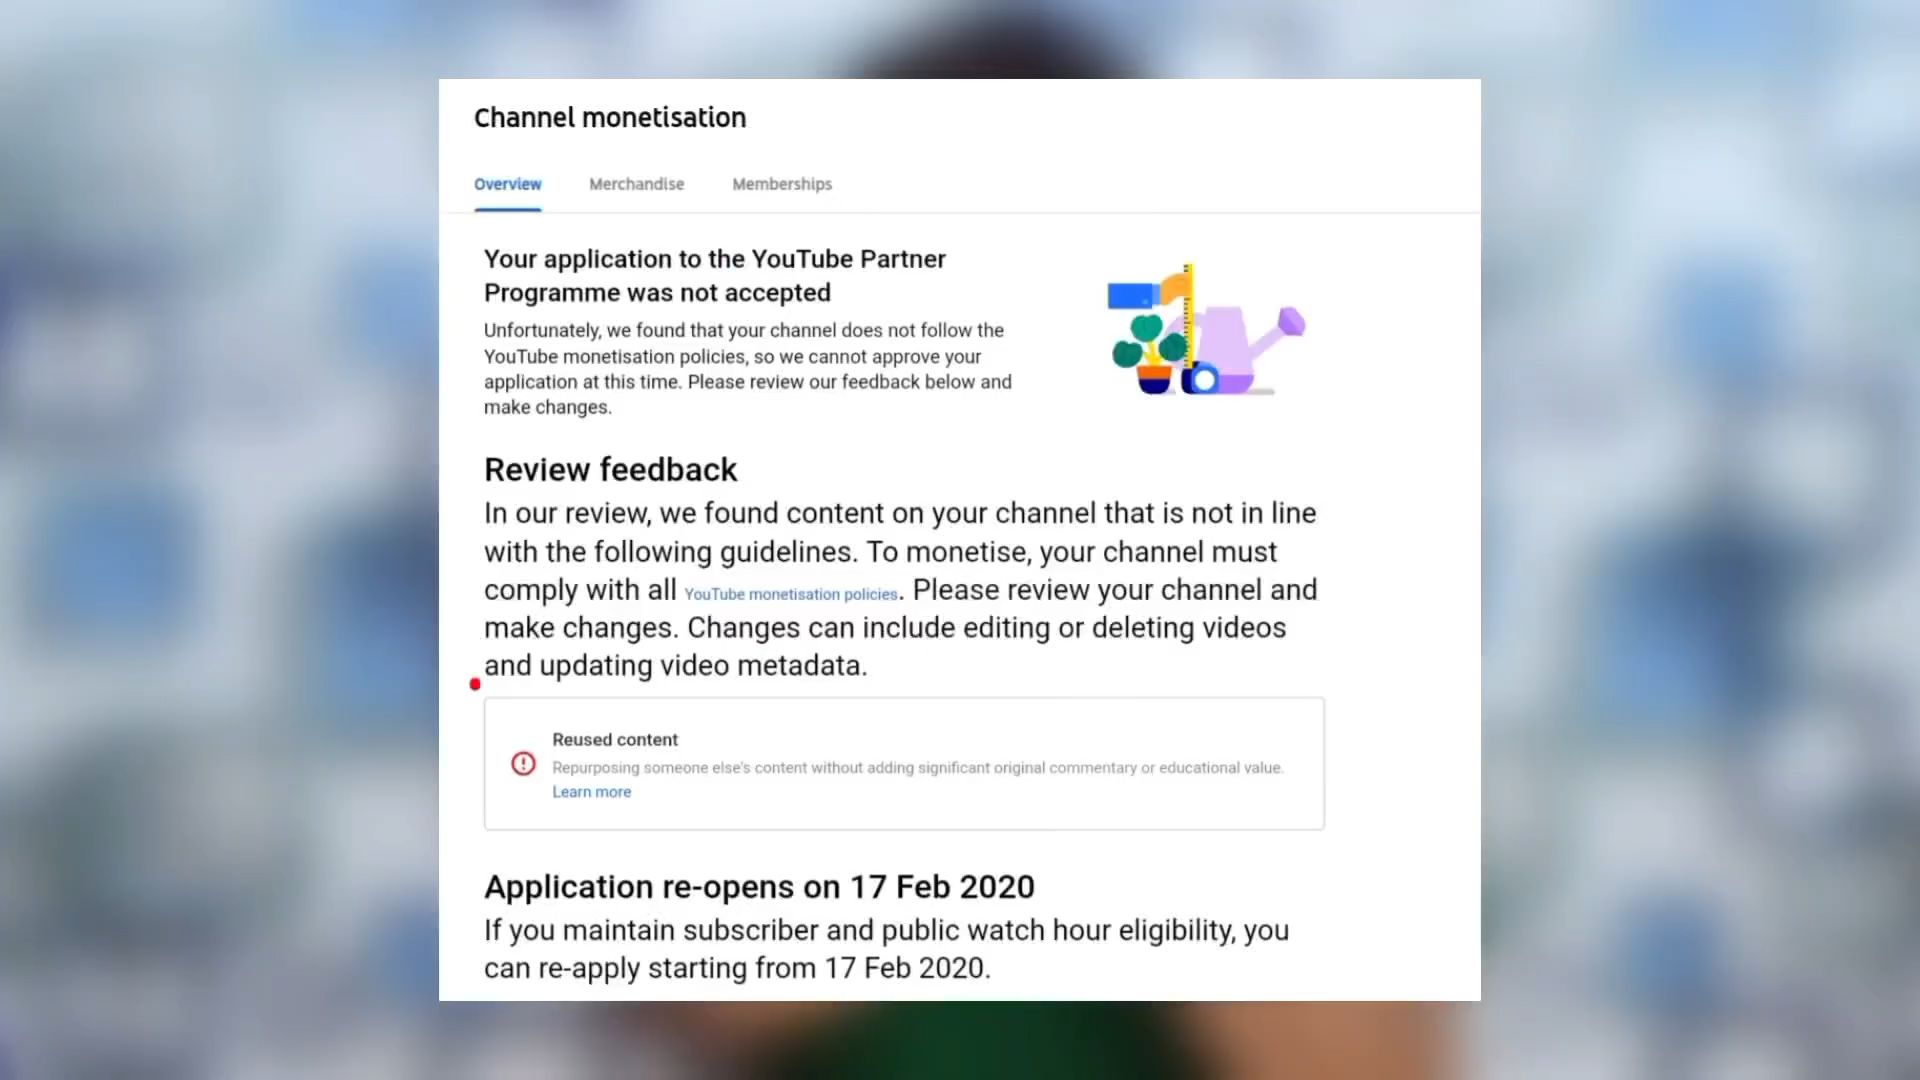 Channel monetisation
Overview Merchandise Memberships
Your application to the YouTube Partner
Programme was not accepted
Unfortunately, we found that your channel does not follow the
YouTube monetisation policies, so we cannot approve your
application at this time. Please review our feedback below and
make changes.
Review feedback
In our review, we found content on your channel that is not in line
with the following guidelines. To monetise, your channel must
comply with all YouTube monetisation policies. Please review your channel and
make changes. Changes can include editing or deleting videos
and updating video metadata.
Reused content
Repurposing someone else's content without adding significant original commentary or educational value.
Learn more
Application re-opens on 17 Feb 2020
If you maintain subscriber and public watch hour eligibility, you
can re-apply starting from 17 Feb 2020.